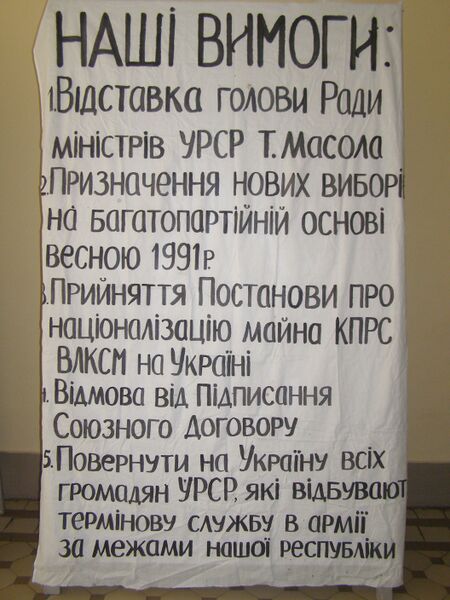 НАШІ ВИМОГИ:
1. Відставка голови Ради
міністрів УРСР Т. Масола
2. Призначення нових виборі
на багатопартійній основі
весною 1991 р.
3. Прийняття Постанови про
націоналізацію майна КПРС
ВЛКСМ на Україні
4. Відмова від підписання
Союзного Договору
5. Повернути на Україну всіх
громадян УРСР, які відбувают
термінову службу в армії
за межами нашої республіки